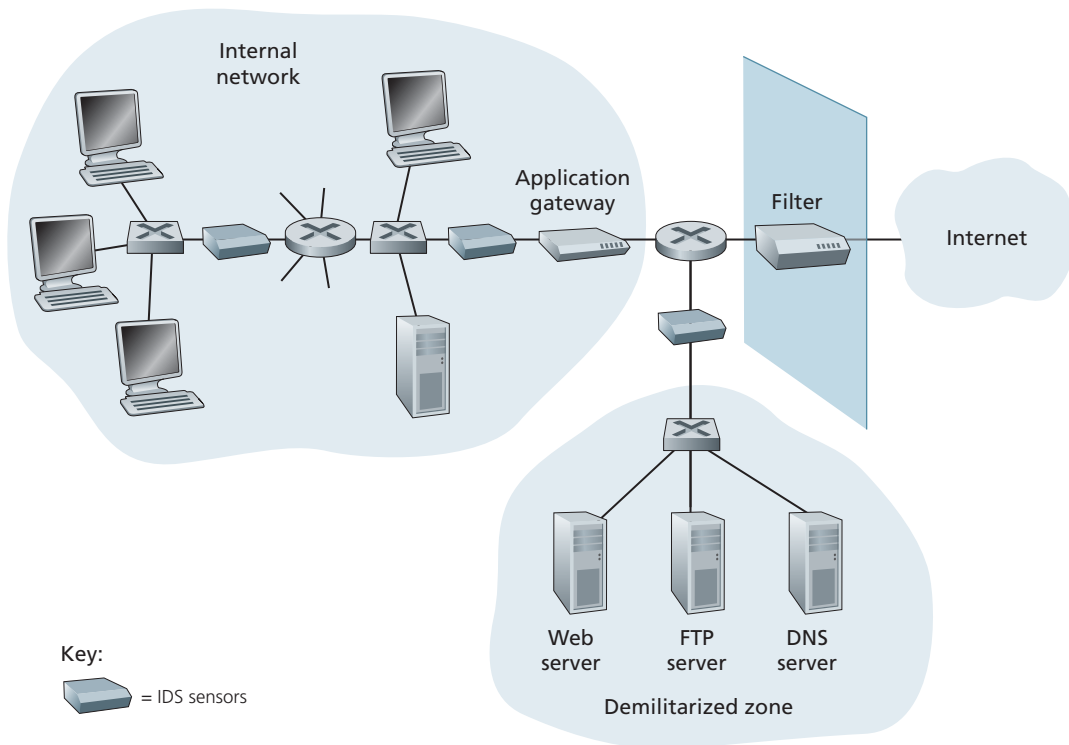 Internal
network
Application
gateway
Filter
Internet
Web
server
FTP
server
DNS
server
Demilitarized zone
Key:
= IDS sensors